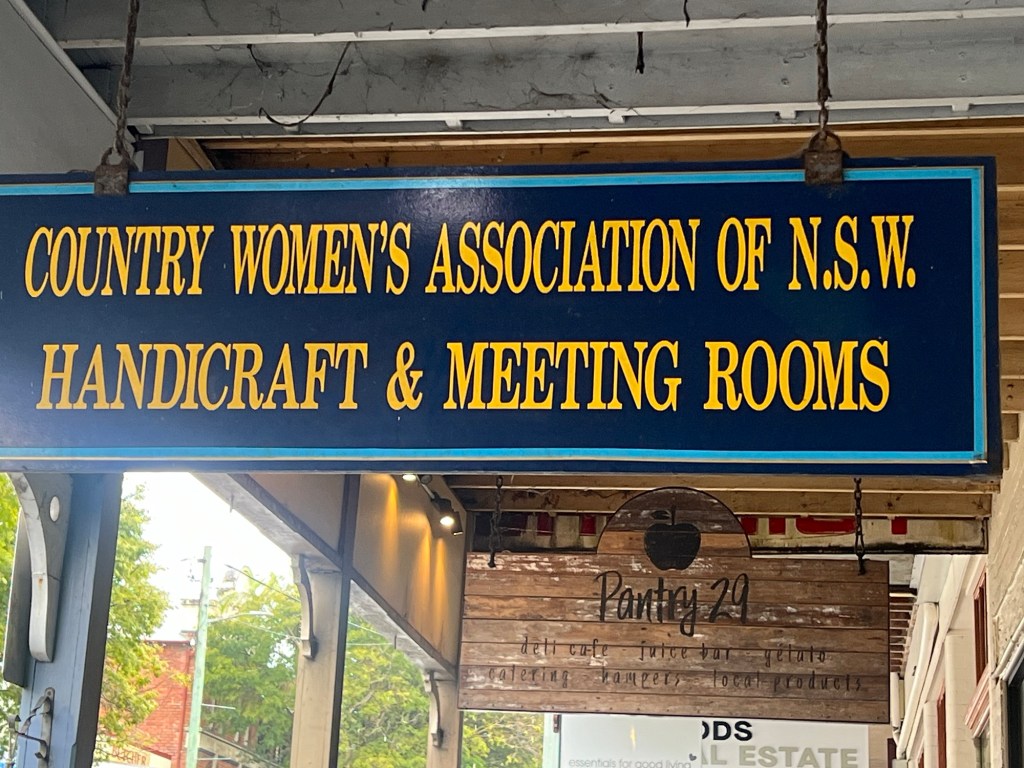 COUNTRY WOMEN'S ASSOCIATION OF N.S.W.
HANDICRAFT & MEETING ROOMS
Pantry 29
deli cafe - juice bar - gelato
catering - hampers - local products
ODS
AL ESTATE
essentials for good living